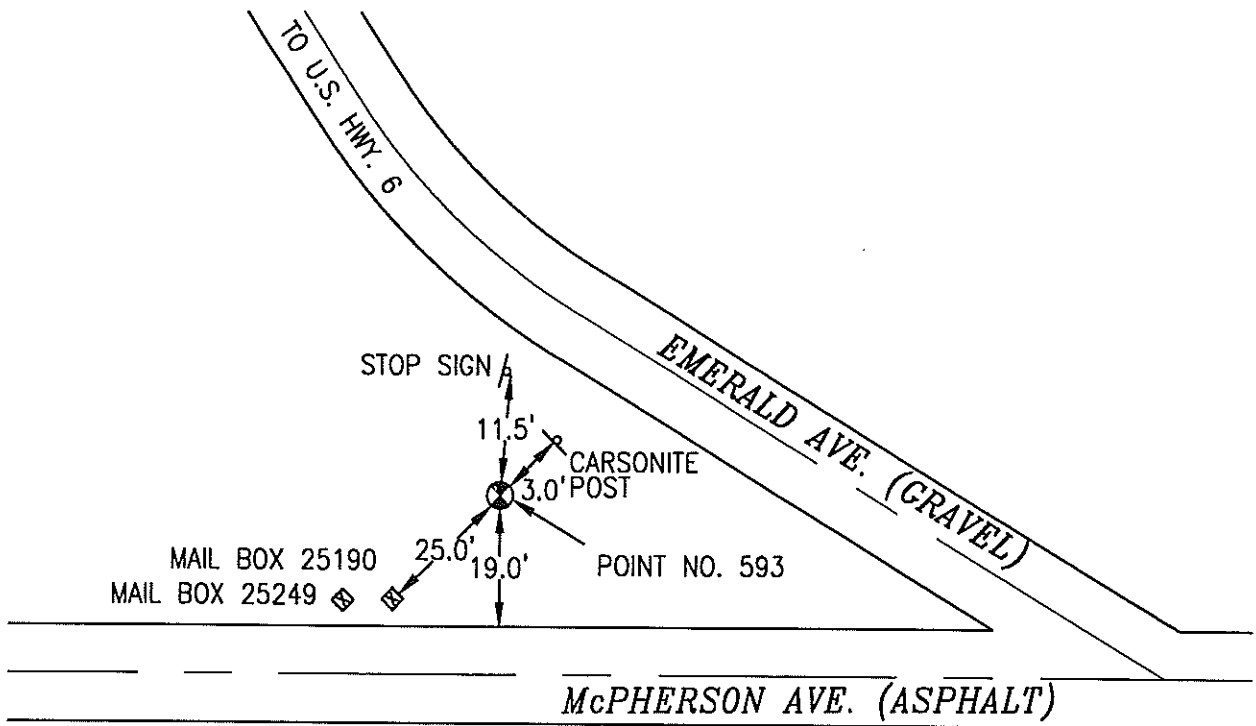 TO U.S. HWY. 6
EMERALD AVE. (GRAVEL)
STOP SIGN
11.5'
CARSONITE
3.0' POST
25.0'
19.0'
POINT NO. 593
MAIL BOX 25190
MAIL BOX 25249
McPHERSON AVE. (ASPHALT)